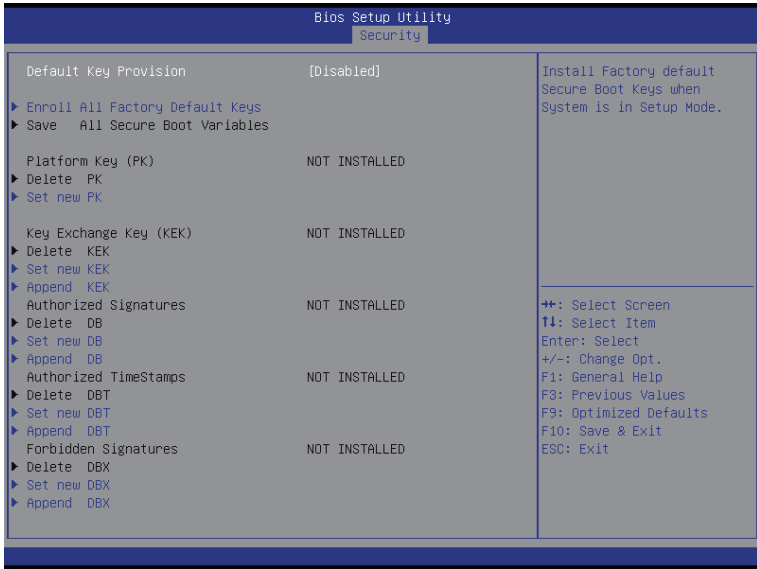 Bios Setup Utility
Security
Default Key Provision [Disabled]
Enroll All Factory Default Keys
Save All Secure Boot Variables
Platform Key (PK) NOT INSTALLED
Delete PK
Set new PK
Key Exchange Key (KEK) NOT INSTALLED
Delete KEK
Set new KEK
Append KEK
Authorized Signatures NOT INSTALLED
Delete DB
Set new DB
Append DB
Authorized TimeStamps NOT INSTALLED
Delete DBT
Set new DBT
Append DBT
Forbidden Signatures NOT INSTALLED
Delete DBX
Set new DBX
Append DBX
Install Factory default
Secure Boot Keys when
System is in Setup Mode.
→←: Select Screen
↑↓: Select Item
Enter: Select
+/-: Change Opt.
F1: General Help
F3: Previous Values
F9: Optimized Defaults
F10: Save & Exit
ESC: Exit